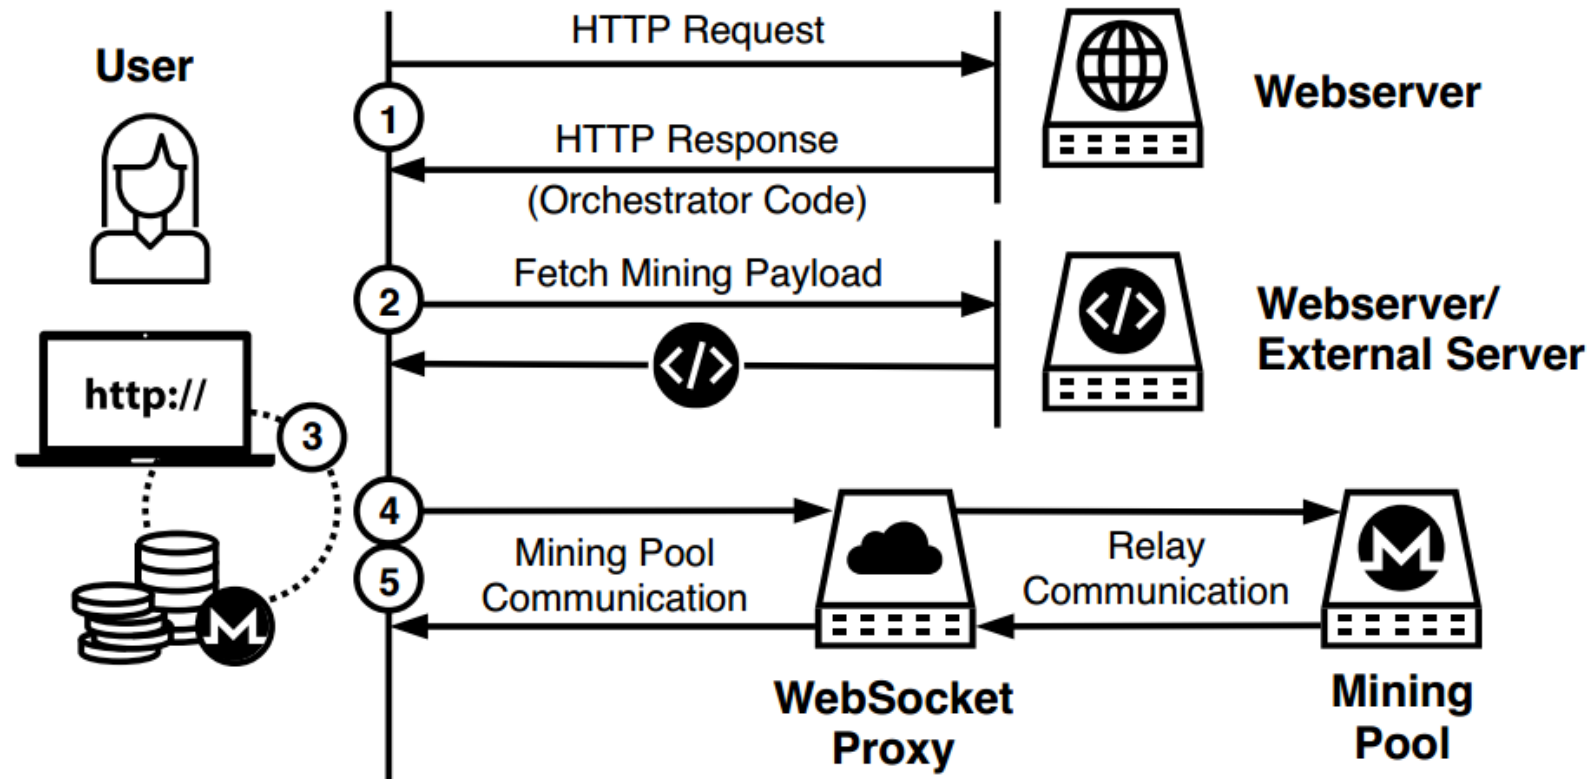 User
HTTP Request
Webserver
1
HTTP Response
(Orchestrator Code)
2
Fetch Mining Payload
</>
</>
Webserver/
External Server
http://
3
4
5
Mining Pool
Communication
Relay
Communication
M
M
WebSocket
Proxy
Mining
Pool